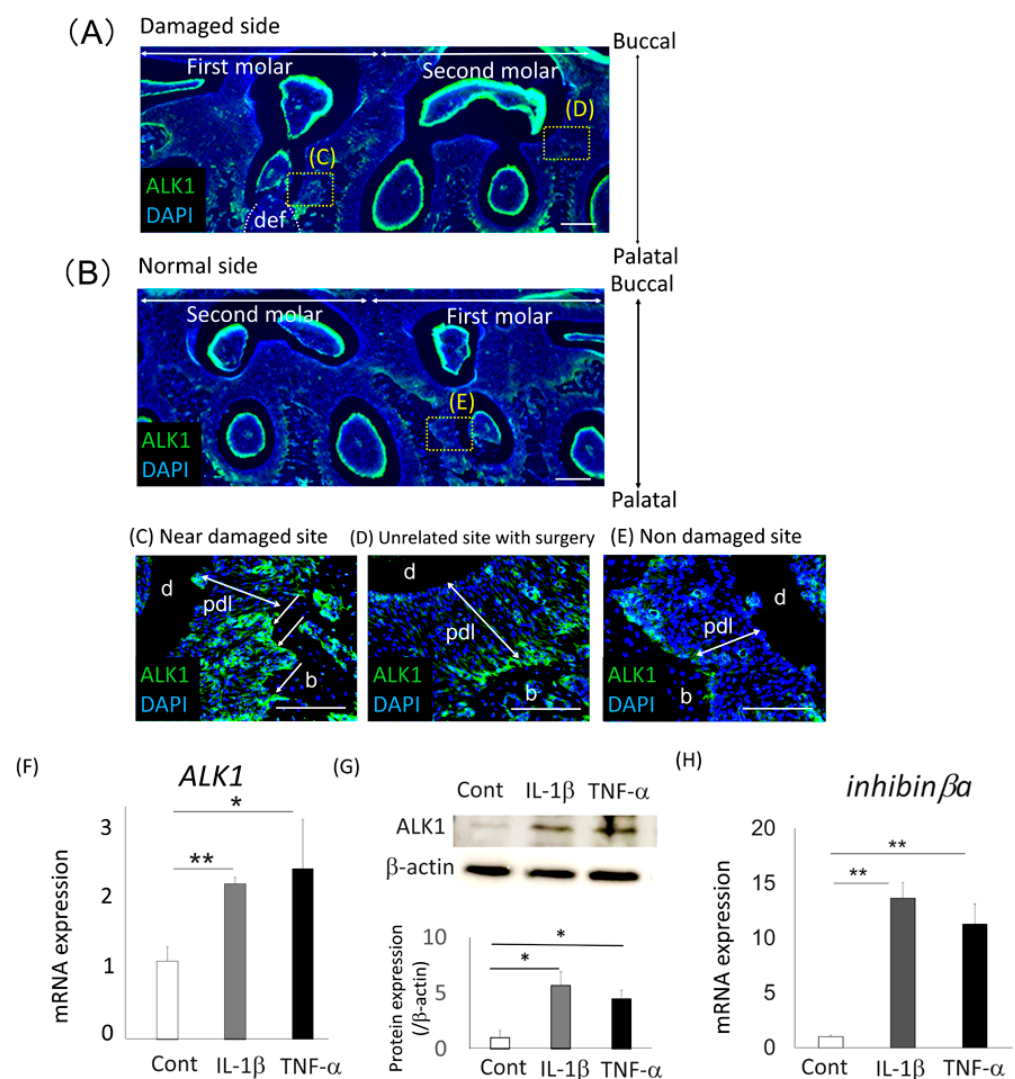 (A) Damaged side
Buccal
First molar
Second molar
(D)
(C)
ALK1
DAPI
def
Palatal
(B) Normal side
Buccal
Second molar
First molar
(E)
ALK1
DAPI
Palatal
(C) Near damaged site
(D) Unrelated site with surgery
(E) Non damaged site
d
pdl
b
ALK1
DAPI
d
pdl
b
ALK1
DAPI
d
pdl
b
ALK1
DAPI
(F)
ALK1
mRNA expression
3
2
1
0
*
**
Cont IL-1β TNF-α
(G)
Cont IL-1β TNF-α
ALK1
β-actin
Protein expression
(/β-actin)
10
5
0
*
*
Cont IL-1β TNF-α
(H)
inhibin βa
mRNA expression
20
15
10
5
0
**
**
Cont IL-1β TNF-α